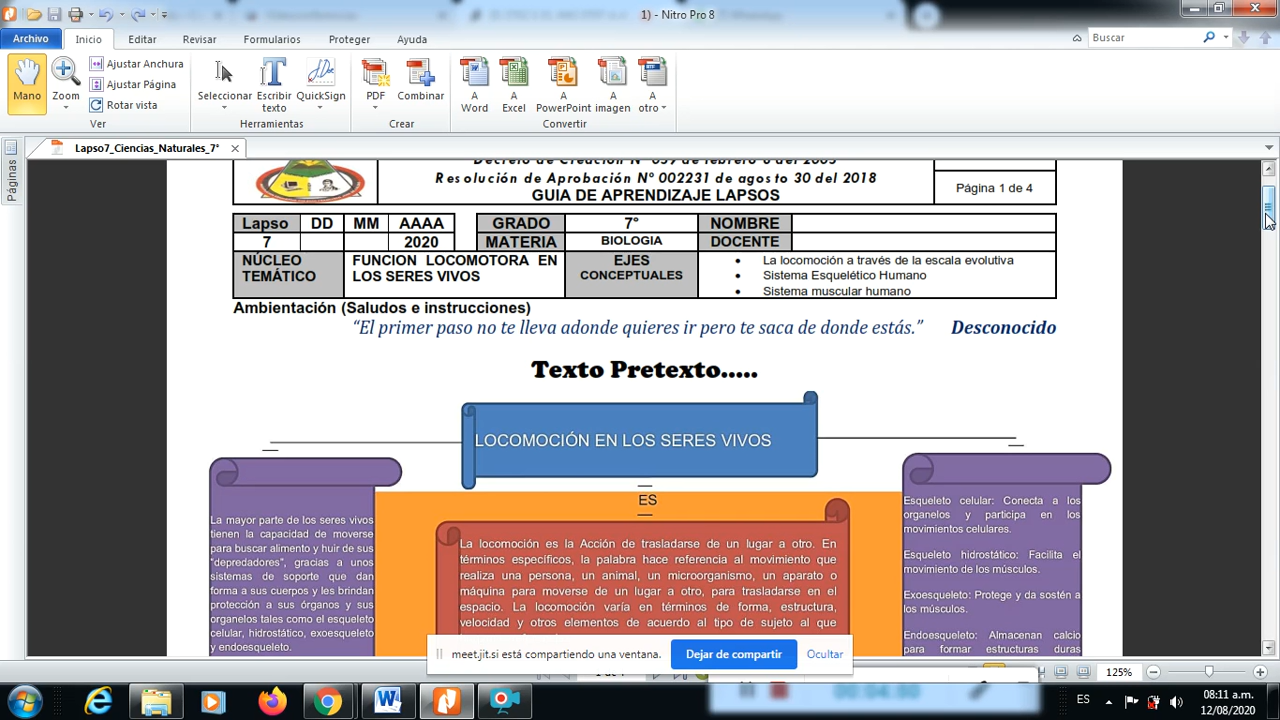 1) - Nitro Pro 8
Archivo Inicio Editar Revisar Formularios Proteger Ayuda
Buscar
Mano
Zoom
Ajustar Anchura
Ajustar Página
Rotar vista
Seleccionar
Escribir texto
QuickSign
PDF
Combinar
A Word
A Excel
A PowerPoint
A imagen
A otro
Ver Herramientas Crear Convertir
Lapso7_Ciencias_Naturales_7°
Páginas
Resolución de Aprobación Nº 002231 de agosto 30 del 2018
GUIA DE APRENDIZAJE LAPSOS
Página 1 de 4
Lapso DD MM AAAA GRADO 7° NOMBRE
7 2020 MATERIA BIOLOGIA DOCENTE
NÚCLEO TEMÁTICO
FUNCION LOCOMOTORA EN
LOS SERES VIVOS
EJES
CONCEPTUALES
• La locomoción a través de la escala evolutiva
• Sistema Esquelético Humano
• Sistema muscular humano
Ambientación (Saludos e instrucciones)
“El primer paso no te lleva adonde quieres ir pero te saca de donde estás.” Desconocido
Texto Pretexto.....
LOCOMOCIÓN EN LOS SERES VIVOS
ES
La mayor parte de los seres vivos
tienen la capacidad de moverse
para buscar alimento y huir de sus
"depredadores", gracias a unos
sistemas de soporte que dan
forma a sus cuerpos y les brindan
protección a sus órganos y sus
organelos tales como el esqueleto
celular, hidrostático, exoesqueleto
y endoesqueleto.
La locomoción es la Acción de trasladarse de un lugar a otro. En
términos específicos, la palabra hace referencia al movimiento que
realiza una persona, un animal, un microorganismo, un aparato o
máquina para moverse de un lugar a otro, para trasladarse en el
espacio. La locomoción varía en términos de forma, estructura,
velocidad y otros elementos de acuerdo al tipo de sujeto al que
Esqueleto celular: Conecta a los
organelos y participa en los
movimientos celulares.
Esqueleto hidrostático: Facilita el
movimiento de los músculos.
Exoesqueleto: Protege y da sostén a
los músculos.
Endoesqueleto: Almacenan calcio
para formar estructuras duras
meet.jit.si está compartiendo una ventana.
Dejar de compartir
Ocultar
125%
ES
08:11 a.m.
12/08/2020